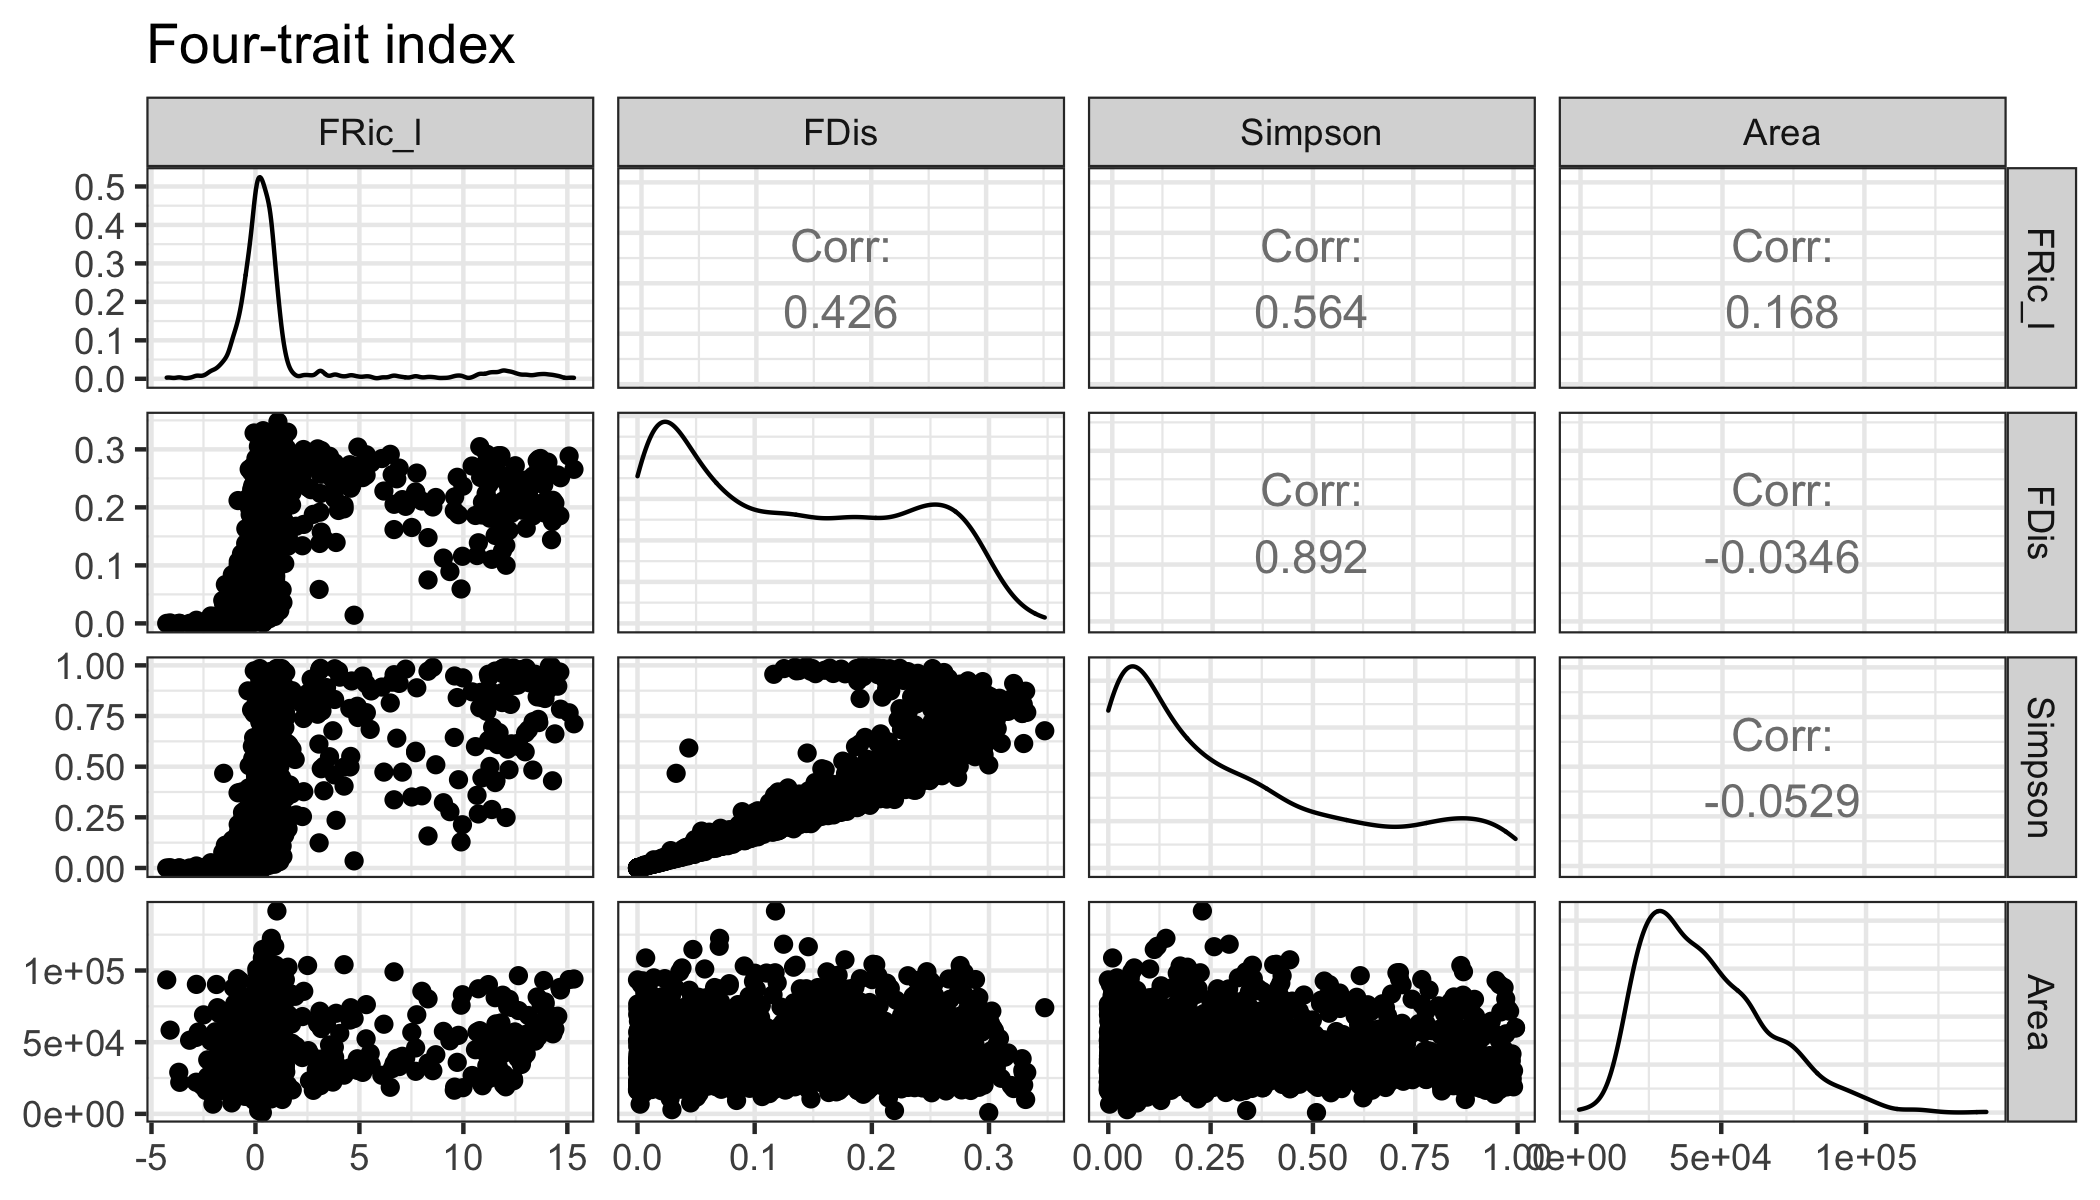 Four-trait index
FRic_I
FDis
Simpson
Area
0.5
0.4
0.3
0.2
0.1
0.0
Corr:
0.426
Corr:
0.564
Corr:
0.168
FRic_I
0.3
0.2
0.1
0.0
Corr:
0.892
Corr:
-0.0346
FDis
1.00
0.75
0.50
0.25
0.00
Corr:
-0.0529
Simpson
1e+05
5e+04
0e+00
Area
-5 0 5 10 15
0.0 0.1 0.2 0.3
0.00 0.25 0.50 0.75 1.00
0e+00 5e+04 1e+05